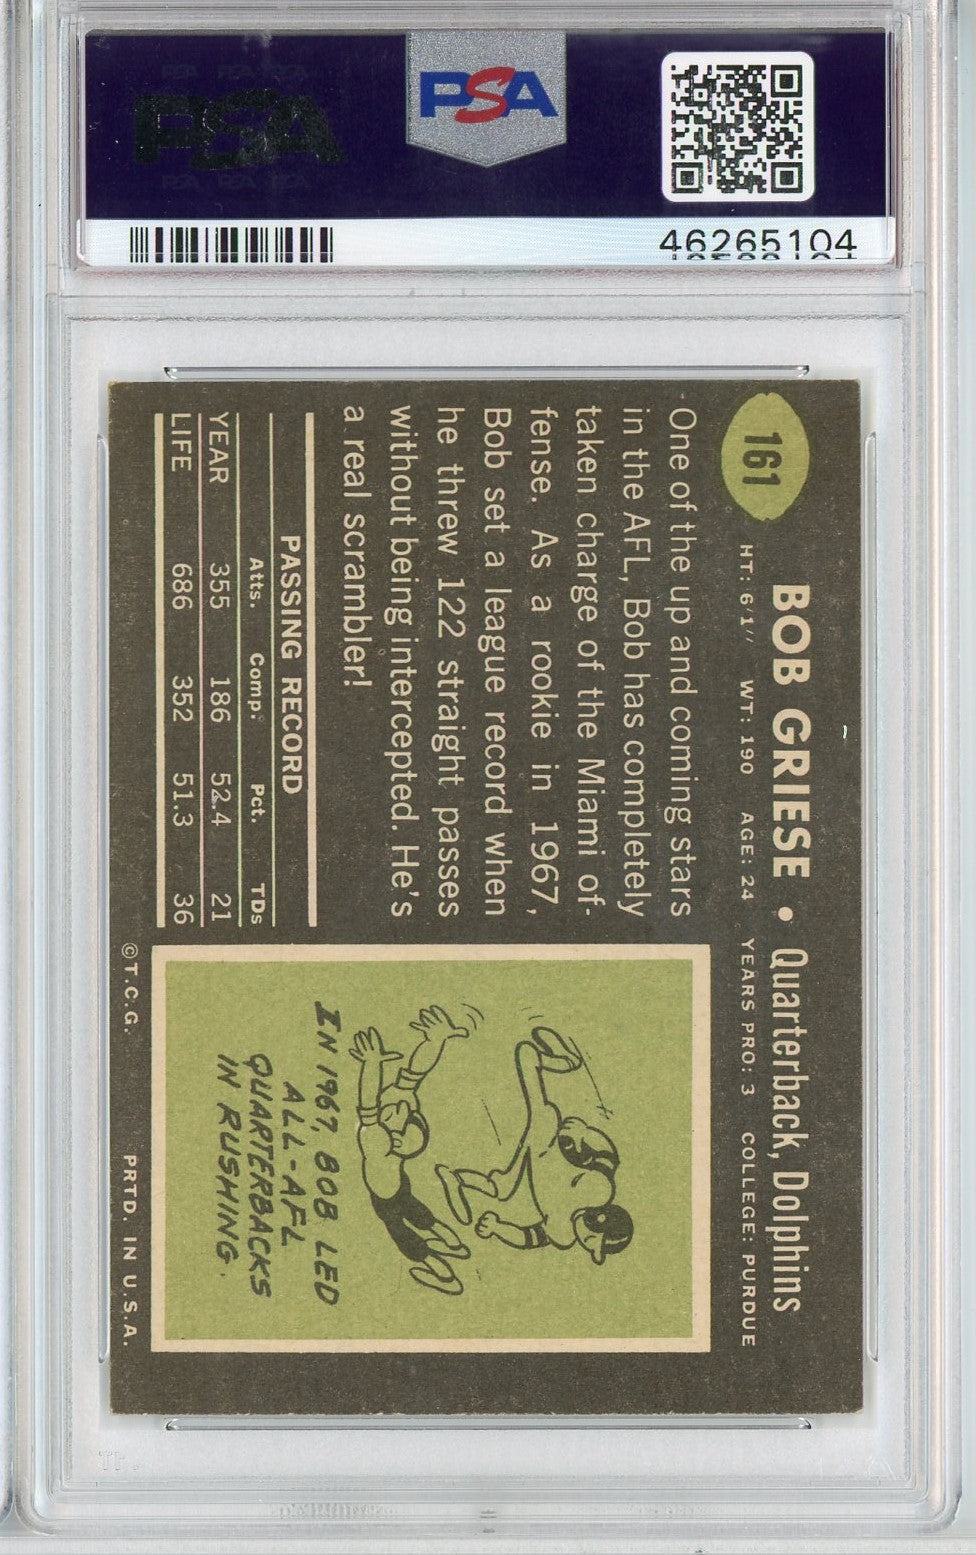 PSA
PSA
46265104
161
BOB GRIESE • Quarterback, Dolphins
HT: 6'1" WT: 190 AGE: 24 YEARS PRO: 3 COLLEGE: PURDUE
One of the up and coming stars
in the AFL, Bob has completely
taken charge of the Miami of-
fense. As a rookie in 1967,
Bob set a league record when
he threw 122 straight passes
without being intercepted. He's
a real scrambler!
PASSING RECORD
Atts. Comp. Pct. TDs
YEAR 355 186 52.4 21
LIFE 686 352 51.3 36
IN 1967, BOB LED
ALL-AFL
QUARTERBACKS
IN RUSHING.
©T.C.G. PRTD. IN U.S.A.